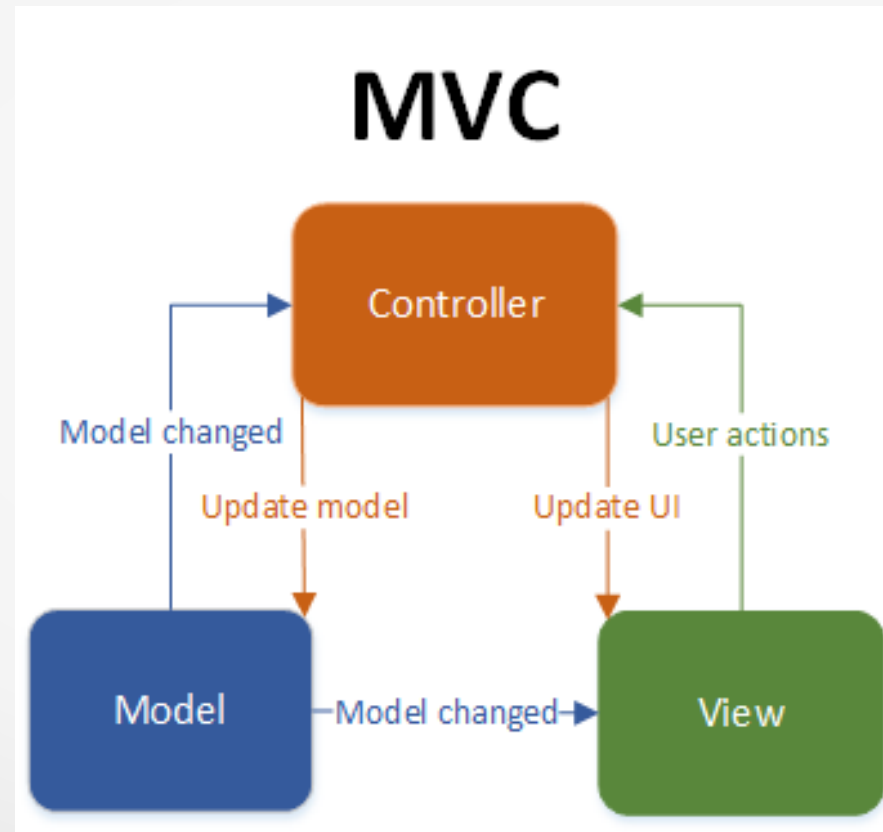 MVC
Controller
Model changed
User actions
Update model
Update UI
Model
Model changed
View